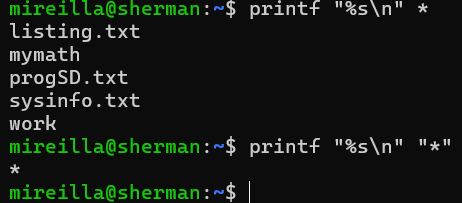 mireilla@sherman:~$ printf "%s\n" *
listing.txt
mymath
progSD.txt
sysinfo.txt
work
mireilla@sherman:~$ printf "%s\n" "*"
*
mireilla@sherman:~$